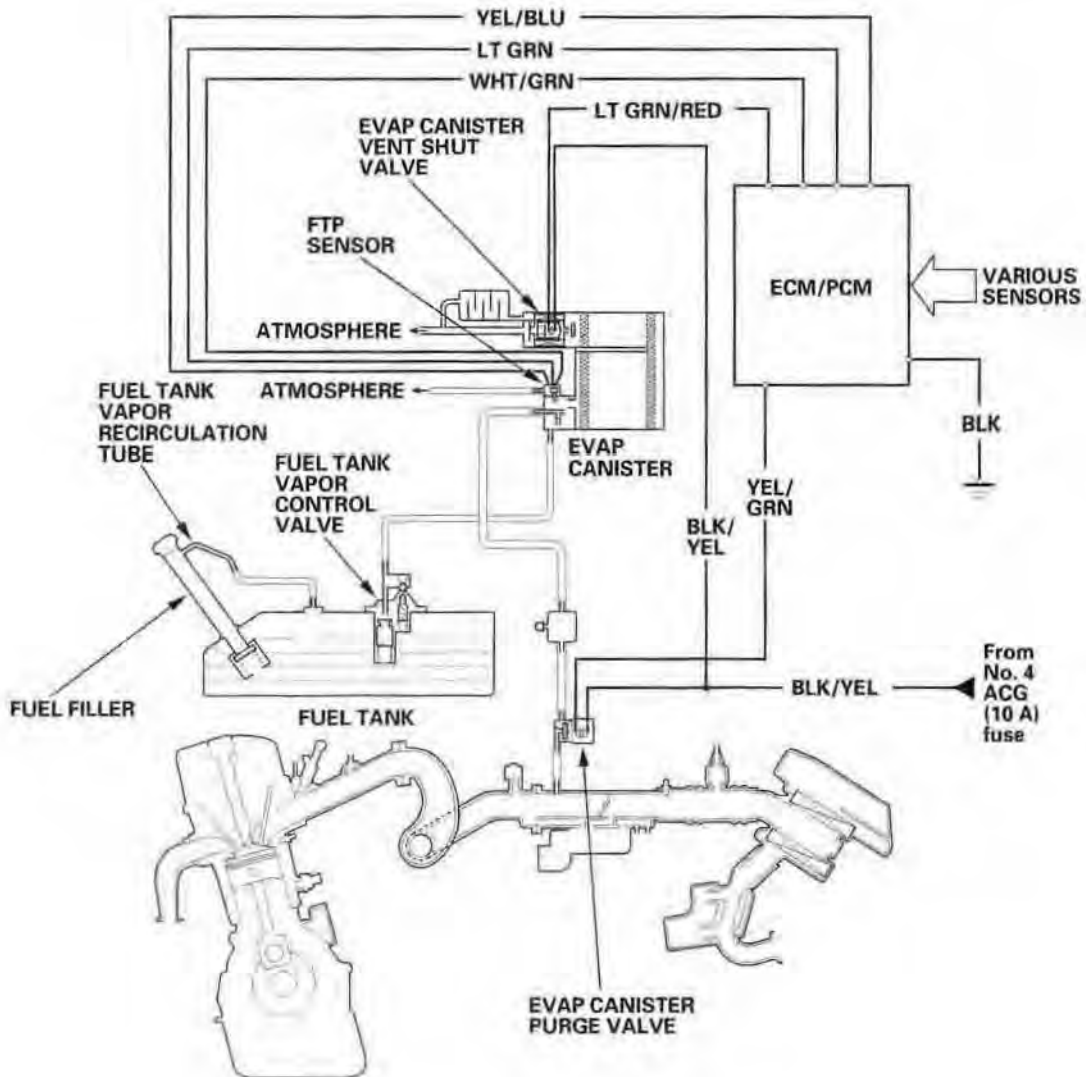 YEL/BLU
LT GRN
WHT/GRN
LT GRN/RED
EVAP CANISTER
VENT SHUT
VALVE
FTP
SENSOR
ECM/PCM
VARIOUS
SENSORS
ATMOSPHERE
ATMOSPHERE
FUEL TANK
VAPOR
RECIRCULATION
TUBE
EVAP
CANISTER
BLK
FUEL TANK
VAPOR
CONTROL
VALVE
YEL/
GRN
BLK/
YEL
FUEL FILLER
FUEL TANK
BLK/YEL
From
No. 4
ACG
(10 A)
fuse
EVAP CANISTER
PURGE VALVE